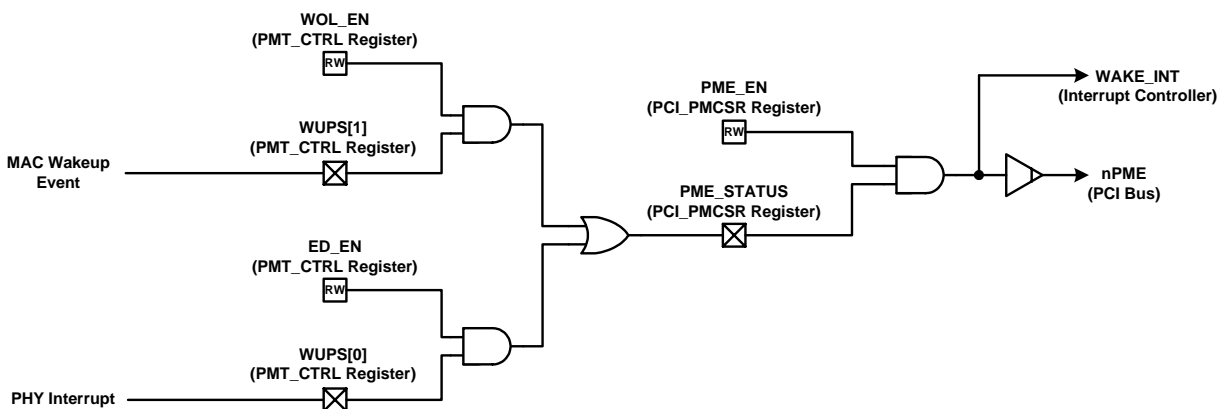 WOL_EN
(PMT_CTRL Register)
RW
WUPS[1]
(PMT_CTRL Register)
MAC Wakeup
Event
ED_EN
(PMT_CTRL Register)
RW
WUPS[0]
(PMT_CTRL Register)
PHY Interrupt
PME_EN
(PCI_PMCSR Register)
RW
PME_STATUS
(PCI_PMCSR Register)
WAKE_INT
(Interrupt Controller)
nPME
(PCI Bus)